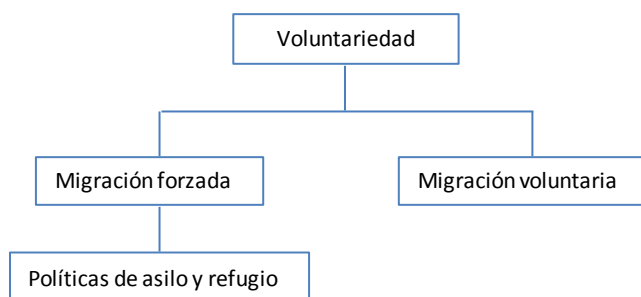 Voluntariedad
Migración forzada
Migración voluntaria
Políticas de asilo y refugio